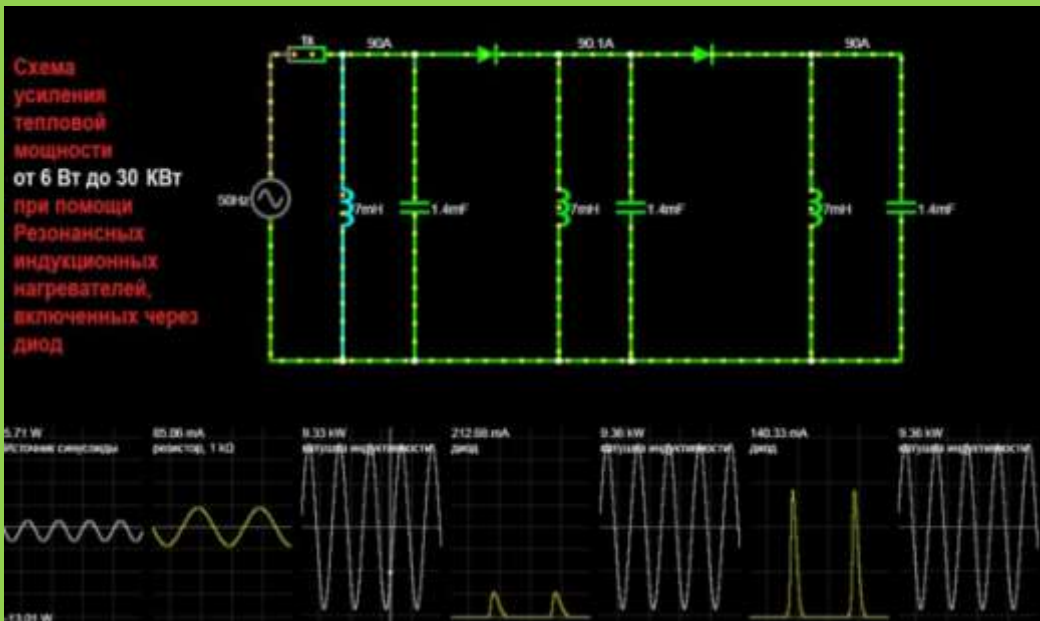 Схема
усиления
тепловой
мощности
от 6 Вт до 30 КВт
при помощи
Резонансных
индукционных
нагревателей,
включенных через
диод
1k
90A
90.1A
90A
50Hz
7mH
1.4mF
7mH
1.4mF
7mH
1.4mF
5.71 W
Источник синусоиды
85.86 mA
резистор, 1 kΩ
9.33 kW
катушка индуктивности
212.68 mA
диод
9.36 kW
катушка индуктивности
140.33 mA
диод
9.36 kW
катушка индуктивности